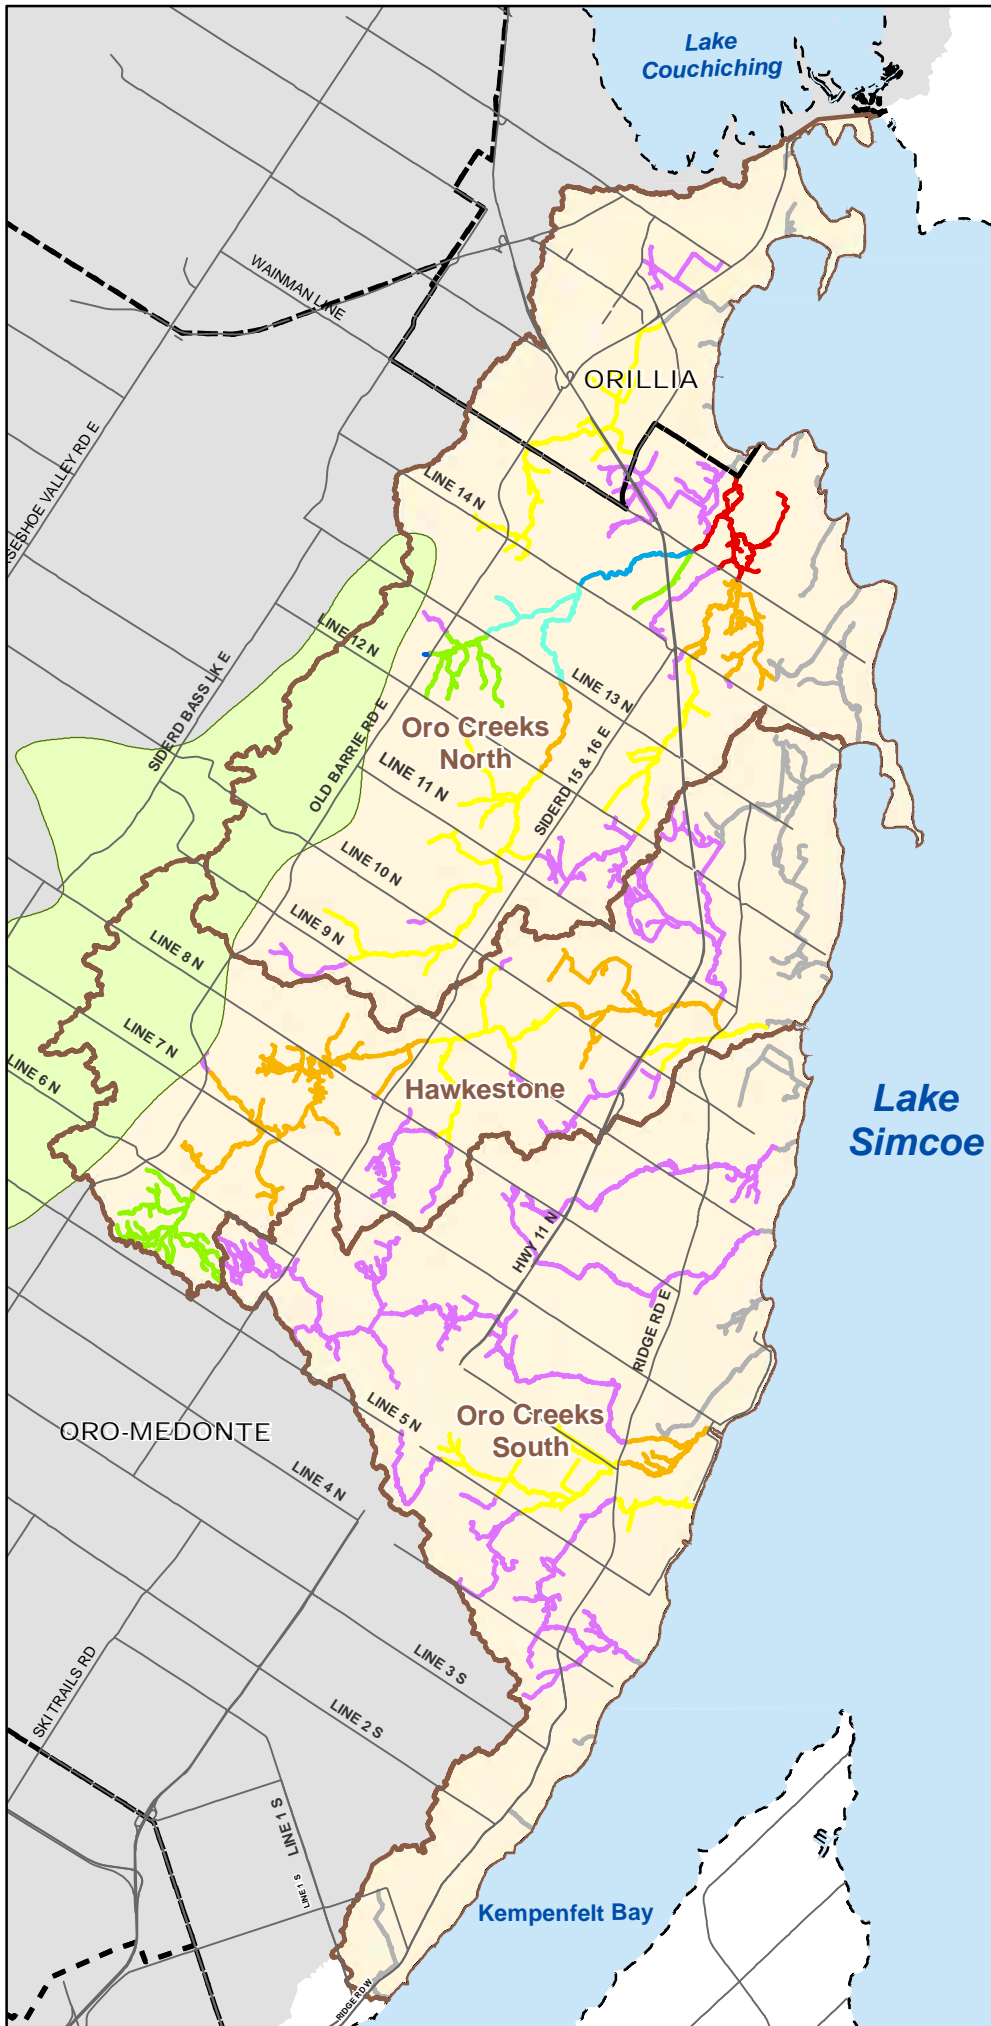 Lake
Couchiching
WAINMAN LINE
ORILLIA
SESHOE VALLEY RD E
LINE 14 N
LINE 12 N
SIDERD BASS LK E
LINE 13 N
OLD BARRIE RD E
Oro Creeks
North
SIDERD 15 & 16 E
LINE 11 N
LINE 10 N
LINE 9 N
LINE 8 N
LINE 7 N
LINE 6 N
Hawkestone
Lake
Simcoe
HWY 11 N
RIDGE RD E
LINE 5 N
Oro Creeks
South
ORO-MEDONTE
LINE 4 N
LINE 3 S
SKI TRAILS RD
LINE 2 S
LINE 1 S
LINE 1 S
Kempenfelt Bay
RIDGE RD W